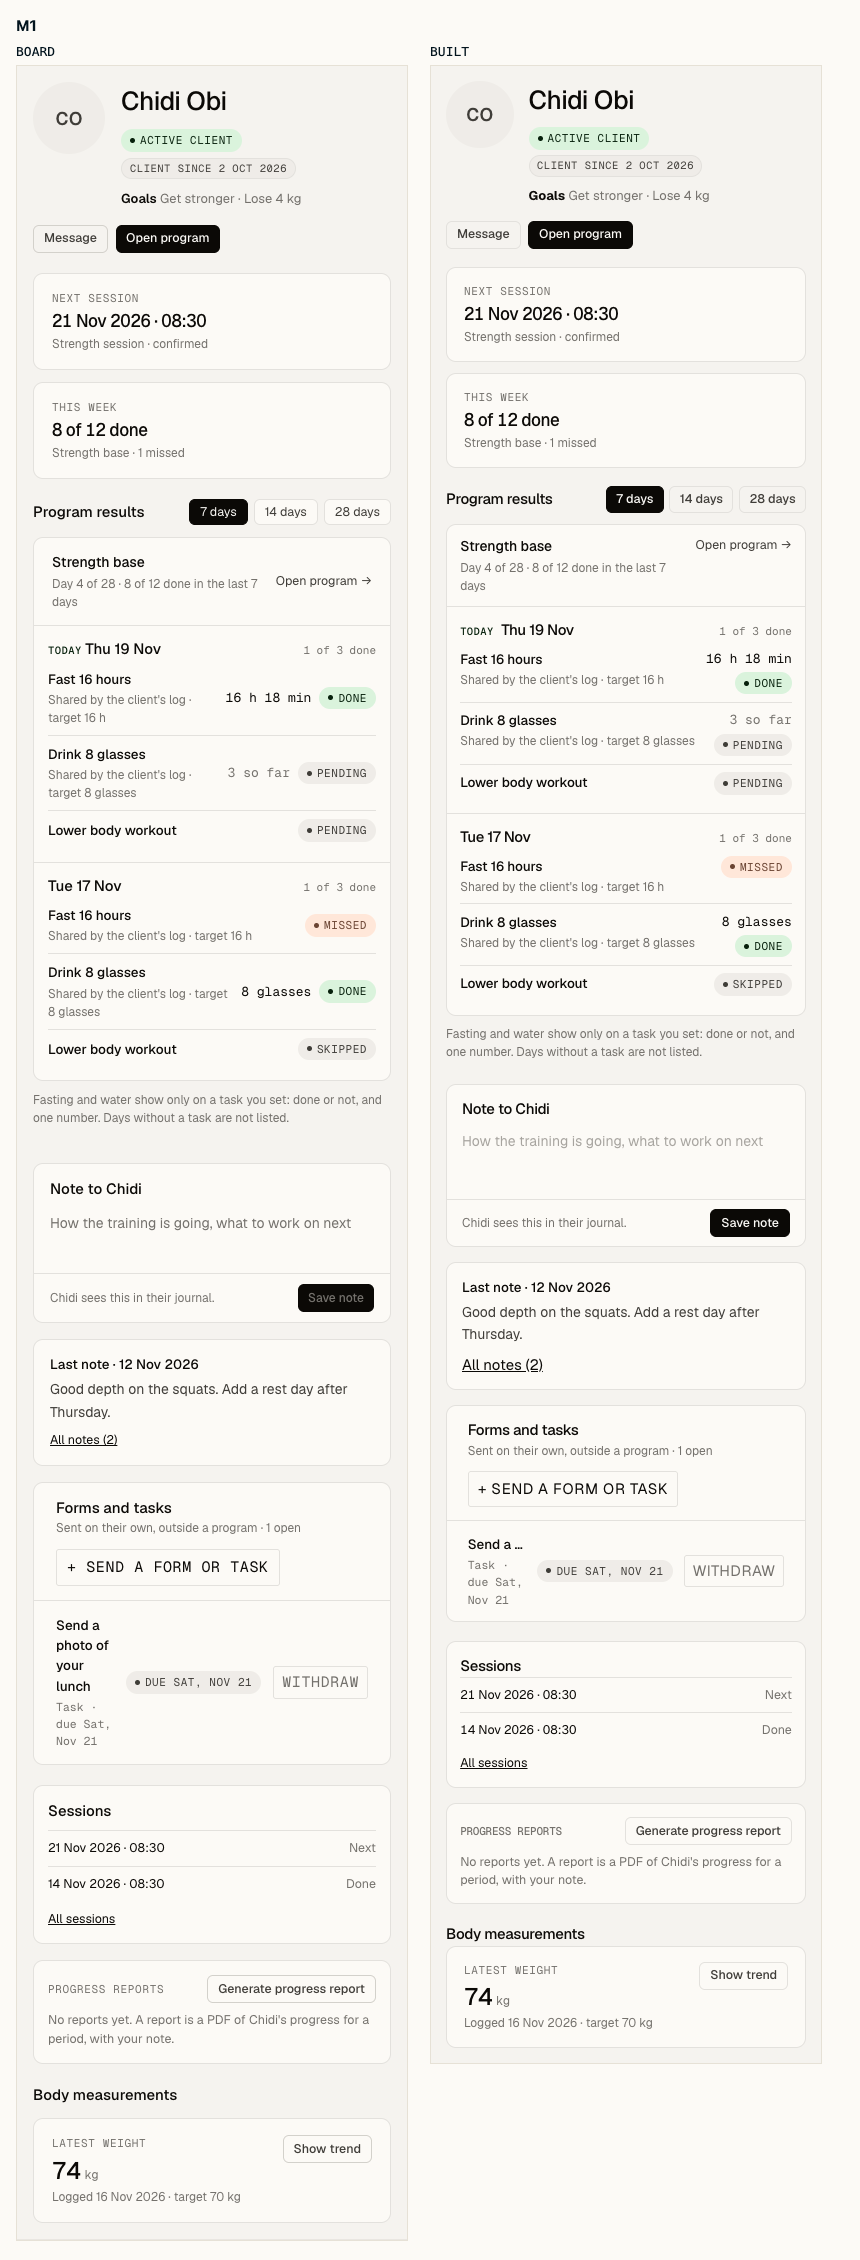 M1
BOARD
CO
Chidi Obi
ACTIVE CLIENT
CLIENT SINCE 2 OCT 2026
Goals Get stronger · Lose 4 kg
Message
Open program
NEXT SESSION
21 Nov 2026 · 08:30
Strength session · confirmed
THIS WEEK
8 of 12 done
Strength base · 1 missed
Program results
7 days
14 days
28 days
Strength base
Day 4 of 28 · 8 of 12 done in the last 7
days
Open program →
TODAY Thu 19 Nov
1 of 3 done
Fast 16 hours
Shared by the client's log ·
target 16 h
16 h 18 min
DONE
Drink 8 glasses
Shared by the client's log ·
target 8 glasses
3 so far
PENDING
Lower body workout
PENDING
Tue 17 Nov
1 of 3 done
Fast 16 hours
Shared by the client's log · target 16 h
MISSED
Drink 8 glasses
Shared by the client's log · target
8 glasses
8 glasses
DONE
Lower body workout
SKIPPED
Fasting and water show only on a task you set: done or not, and
one number. Days without a task are not listed.
Note to Chidi
How the training is going, what to work on next
Chidi sees this in their journal.
Save note
Last note · 12 Nov 2026
Good depth on the squats. Add a rest day after
Thursday.
All notes (2)
Forms and tasks
Sent on their own, outside a program · 1 open
+ SEND A FORM OR TASK
Send a
photo of
your
lunch
Task ·
due Sat,
Nov 21
DUE SAT, NOV 21
WITHDRAW
Sessions
21 Nov 2026 · 08:30
Next
14 Nov 2026 · 08:30
Done
All sessions
PROGRESS REPORTS
Generate progress report
No reports yet. A report is a PDF of Chidi's progress for a
period, with your note.
Body measurements
LATEST WEIGHT
74 kg
Logged 16 Nov 2026 · target 70 kg
Show trend
BUILT
CO
Chidi Obi
ACTIVE CLIENT
CLIENT SINCE 2 OCT 2026
Goals Get stronger · Lose 4 kg
Message
Open program
NEXT SESSION
21 Nov 2026 · 08:30
Strength session · confirmed
THIS WEEK
8 of 12 done
Strength base · 1 missed
Program results
7 days
14 days
28 days
Strength base
Day 4 of 28 · 8 of 12 done in the last 7
days
Open program →
TODAY Thu 19 Nov
1 of 3 done
Fast 16 hours
Shared by the client's log · target 16 h
16 h 18 min
DONE
Drink 8 glasses
Shared by the client's log · target 8 glasses
3 so far
PENDING
Lower body workout
PENDING
Tue 17 Nov
1 of 3 done
Fast 16 hours
Shared by the client's log · target 16 h
MISSED
Drink 8 glasses
Shared by the client's log · target 8 glasses
8 glasses
DONE
Lower body workout
SKIPPED
Fasting and water show only on a task you set: done or not, and
one number. Days without a task are not listed.
Note to Chidi
How the training is going, what to work on next
Chidi sees this in their journal.
Save note
Last note · 12 Nov 2026
Good depth on the squats. Add a rest day after
Thursday.
All notes (2)
Forms and tasks
Sent on their own, outside a program · 1 open
+ SEND A FORM OR TASK
Send a ...
Task ·
due Sat,
Nov 21
DUE SAT, NOV 21
WITHDRAW
Sessions
21 Nov 2026 · 08:30
Next
14 Nov 2026 · 08:30
Done
All sessions
PROGRESS REPORTS
Generate progress report
No reports yet. A report is a PDF of Chidi's progress for a
period, with your note.
Body measurements
LATEST WEIGHT
74 kg
Logged 16 Nov 2026 · target 70 kg
Show trend